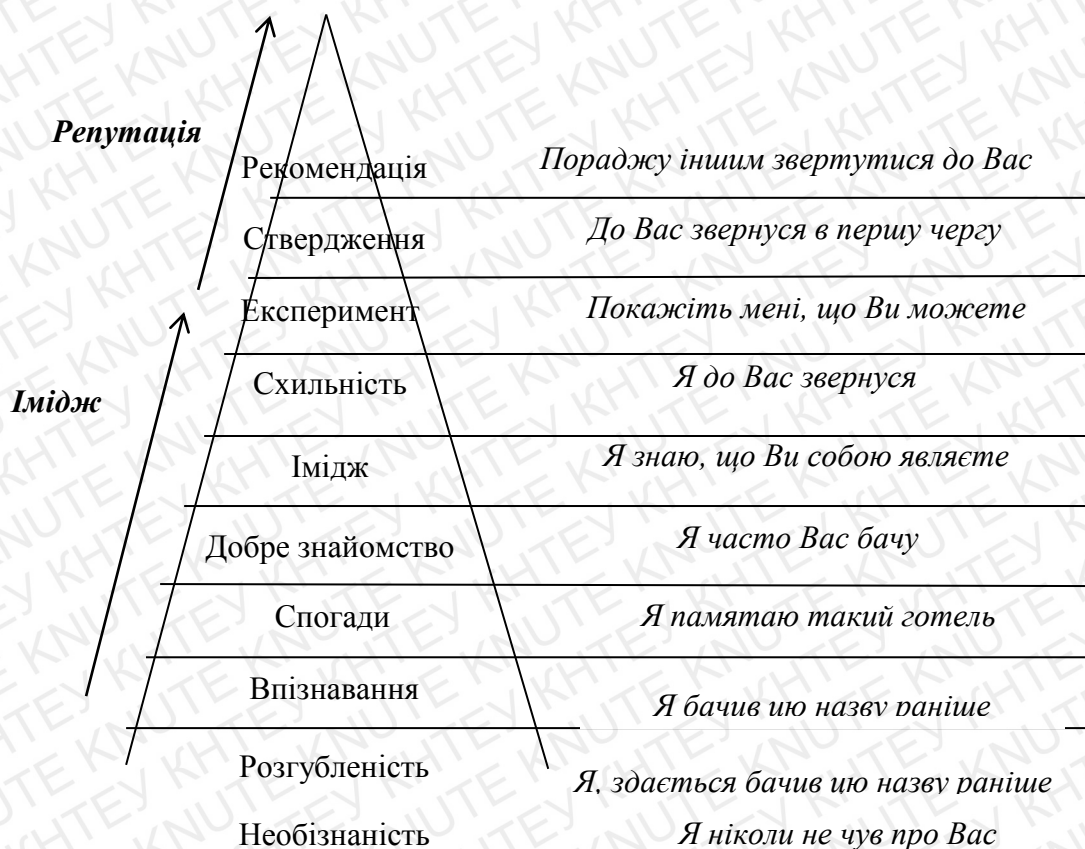 Репутація
Рекомендація Пораджу іншим звертутися до Вас
Ствердження До Вас звернуся в першу чергу
Експеримент Покажіть мені, що Ви можете
Імідж
Схильність Я до Вас звернуся
Імідж Я знаю, що Ви собою являєте
Добре знайомство Я часто Вас бачу
Спогади Я памятаю такий готель
Впізнавання Я бачив цю назву раніше
Розгубленість Я, здається бачив цю назву раніше
Необізнаність Я ніколи не чув про Вас